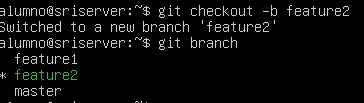 alumno@sriserver:~$ git checkout -b feature2
Switched to a new branch 'feature2'
alumno@sriserver:~$ git branch
  feature1
* feature2
  master